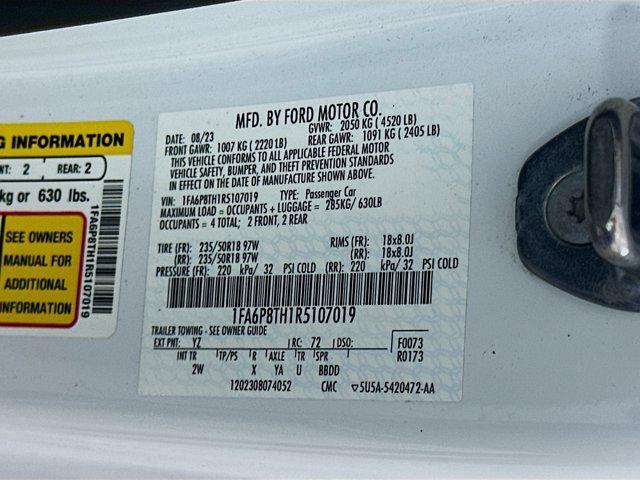 G INFORMATION
NT: 2 REAR: 2
kg or 630 lbs.
SEE OWNERS
MANUAL FOR
ADDITIONAL
INFORMATION
1FA6P8TH1R5107019
MFD. BY FORD MOTOR CO.
DATE: 08/23 GVWR: 2050 KG ( 4520 LB)
FRONT GAWR: 1007 KG ( 2220 LB) REAR GAWR: 1091 KG ( 2405 LB)
THIS VEHICLE CONFORMS TO ALL APPLICABLE FEDERAL MOTOR
VEHICLE SAFETY, BUMPER, AND THEFT PREVENTION STANDARDS
IN EFFECT ON THE DATE OF MANUFACTURE SHOWN ABOVE.
VIN: 1FA6P8TH1R5107019 TYPE: Passenger Car
MAXIMUM LOAD = OCCUPANTS + LUGGAGE = 285KG/ 630LB
OCCUPANTS = 4 TOTAL; 2 FRONT, 2 REAR
TIRE (FR): 235/50R18 97W RIMS (FR): 18x8.0J
(RR): 235/50R18 97W (RR): 18x8.0J
PRESSURE (FR): 220 kPa/ 32 PSI COLD (RR): 220 kPa/ 32 PSI COLD
1FA6P8TH1R5107019
TRAILER TOWING - SEE OWNER GUIDE
EXT PNT: YZ RC: 72 DSO: F0073
INT TR TP/PS R AXLE TR SPR R0173
2W X YA U BBDD
1202308074052 CMC 5U5A-5420472-AA